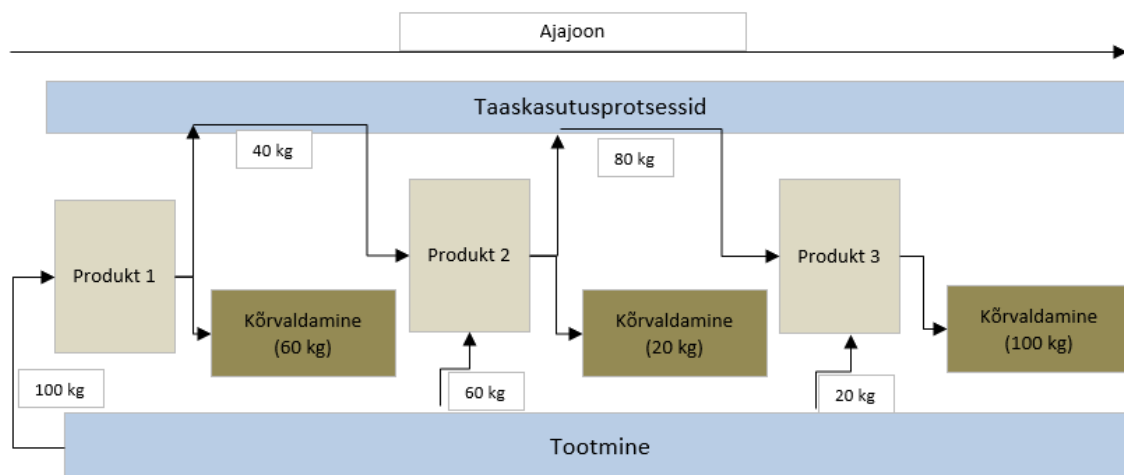 Ajajoon
Taaskasutusprotsessid
40 kg
80 kg
Produkt 1
Produkt 2
Produkt 3
Kõrvaldamine
(60 kg)
Kõrvaldamine
(20 kg)
Kõrvaldamine
(100 kg)
100 kg
60 kg
20 kg
Tootmine